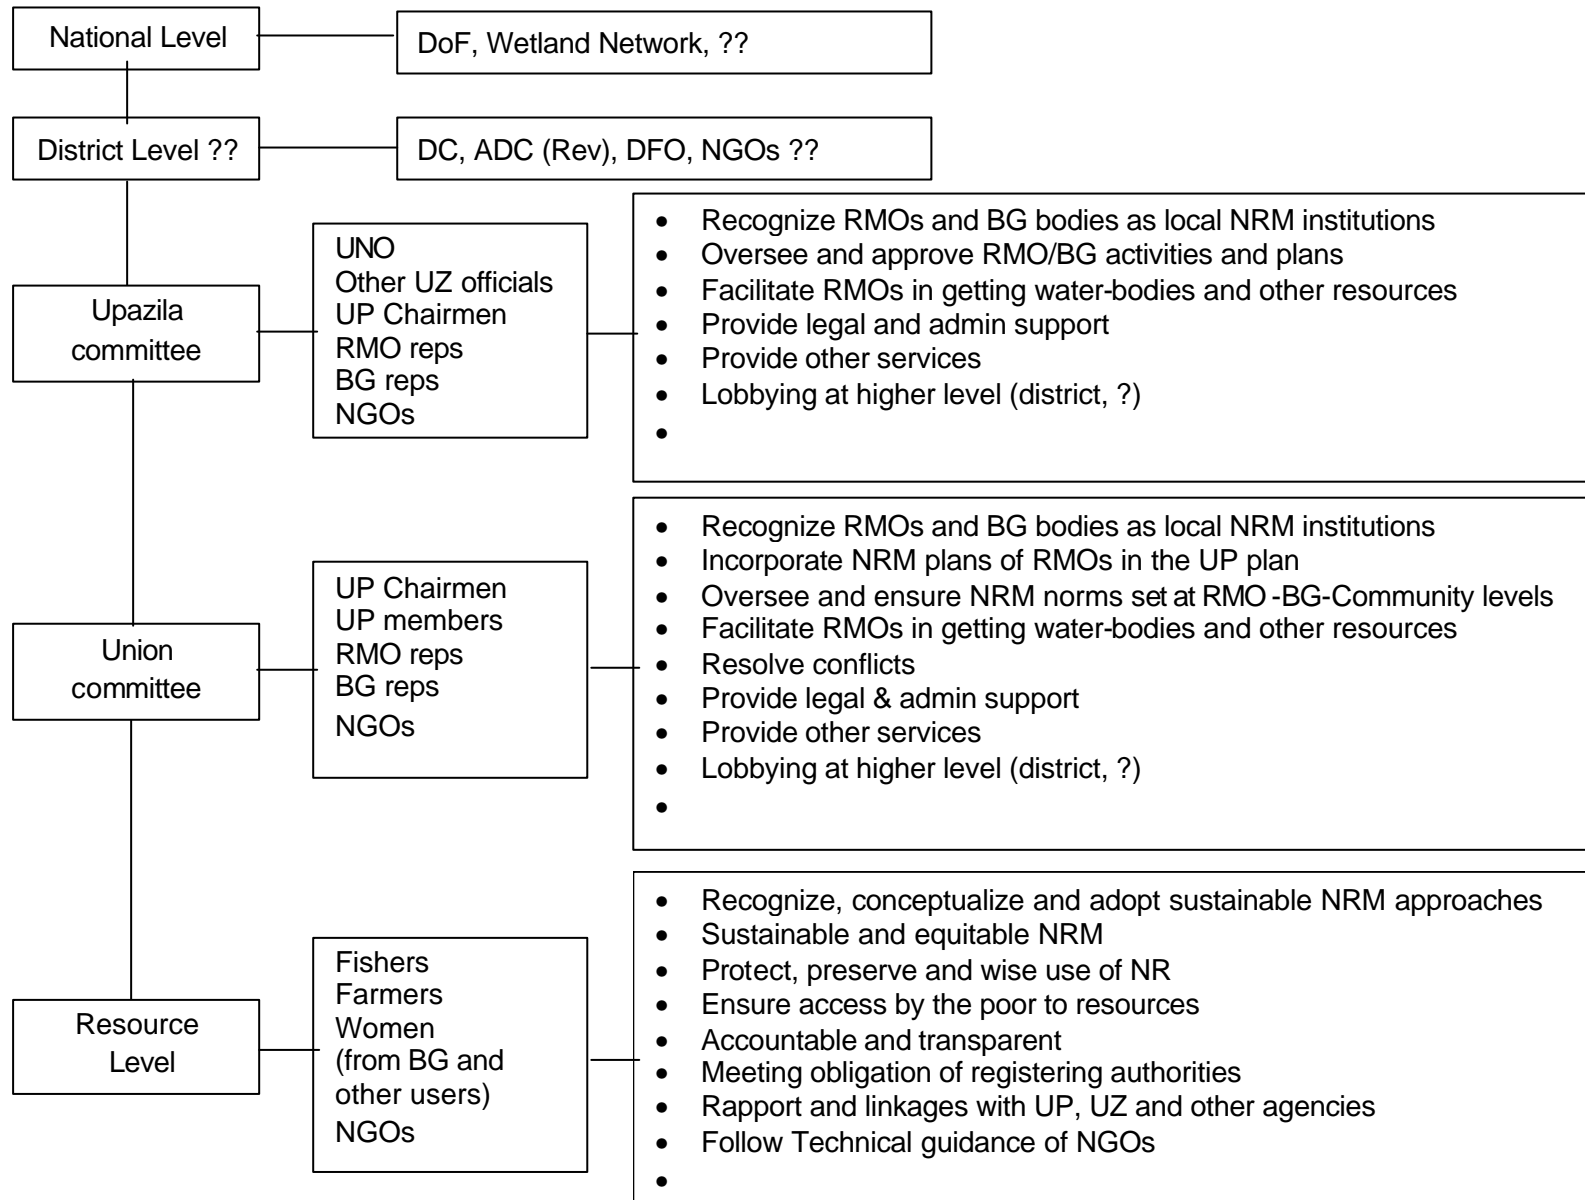 National Level
DoF, Wetland Network, ??
District Level ??
DC, ADC (Rev), DFO, NGOs ??
Upazila
committee
UNO
Other UZ officials
UP Chairmen
RMO reps
BG reps
NGOs
• Recognize RMOs and BG bodies as local NRM institutions
• Oversee and approve RMO/BG activities and plans
• Facilitate RMOs in getting water-bodies and other resources
• Provide legal and admin support
• Provide other services
• Lobbying at higher level (district, ?)
•
Union
committee
UP Chairmen
UP members
RMO reps
BG reps
NGOs
• Recognize RMOs and BG bodies as local NRM institutions
• Incorporate NRM plans of RMOs in the UP plan
• Oversee and ensure NRM norms set at RMO -BG-Community levels
• Facilitate RMOs in getting water-bodies and other resources
• Resolve conflicts
• Provide legal & admin support
• Provide other services
• Lobbying at higher level (district, ?)
•
Resource
Level
Fishers
Farmers
Women
(from BG and
other users)
NGOs
• Recognize, conceptualize and adopt sustainable NRM approaches
• Sustainable and equitable NRM
• Protect, preserve and wise use of NR
• Ensure access by the poor to resources
• Accountable and transparent
• Meeting obligation of registering authorities
• Rapport and linkages with UP, UZ and other agencies
• Follow Technical guidance of NGOs
•